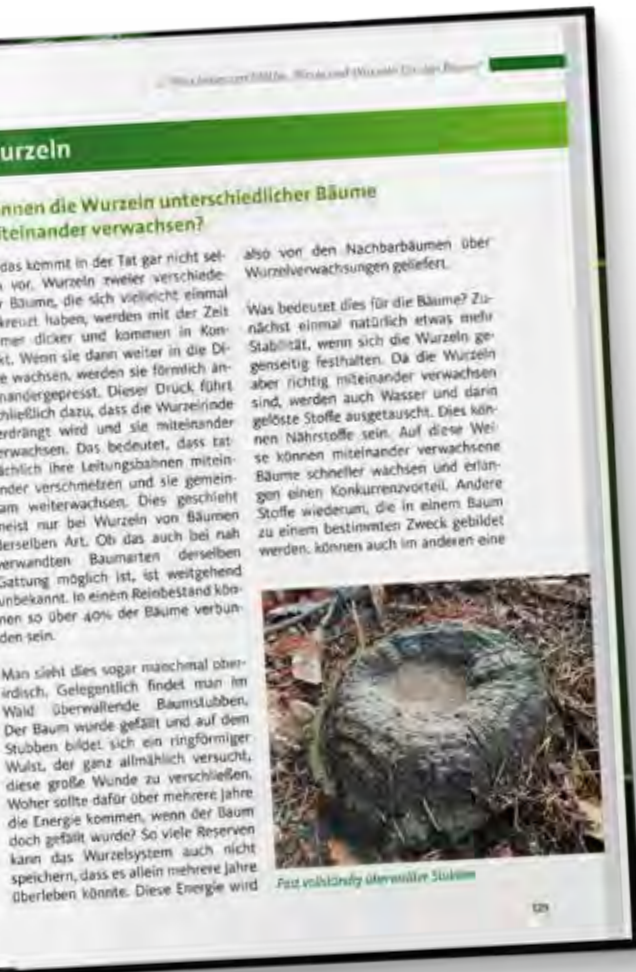 urzeln
nnen die Wurzeln unterschiedlicher Bäume
iteinander verwachsen?
das kommt in der Tat gar nicht sel-
n vor. Wurzeln zweier verschiede-
r Bäume, die sich vielleicht einmal
kreuzt haben, werden mit der Zeit
mer dicker und kommen in Kon-
kt. Wenn sie dann weiter in die Di-
e wachsen, werden sie förmlich an-
nandergepresst. Dieser Druck führt
hließlich dazu, dass die Wurzelrinde
erdrängt wird und sie miteinander
erwachsen. Das bedeutet, dass tat-
ächlich ihre Leitungsbahnen mitein-
nder verschmelzen und sie gemein-
am weiterwachsen. Dies geschieht
meist nur bei Wurzeln von Bäumen
derselben Art. Ob das auch bei nah
verwandten Baumarten derselben
Gattung möglich ist, ist weitgehend
unbekannt. In einem Reinbestand kön-
nen so über 40% der Bäume verbun-
den sein.
Man sieht dies sogar manchmal ober-
irdisch. Gelegentlich findet man im
Wald überwallende Baumstubben.
Der Baum wurde gefällt und auf dem
Stubben bildet sich ein ringförmiger
Wulst, der ganz allmählich versucht,
diese große Wunde zu verschließen.
Woher sollte dafür über mehrere Jahre
die Energie kommen, wenn der Baum
doch gefällt wurde? So viele Reserven
kann das Wurzelsystem auch nicht
speichern, dass es allein mehrere Jahre
überleben könnte. Diese Energie wird
also von den Nachbarbäumen über
Wurzelverwachsungen geliefert.
Was bedeutet dies für die Bäume? Zu-
nächst einmal natürlich etwas mehr
Stabilität, wenn sich die Wurzeln ge-
genseitig festhalten. Da die Wurzeln
aber richtig miteinander verwachsen
sind, werden auch Wasser und darin
gelöste Stoffe ausgetauscht. Dies kön-
nen Nährstoffe sein. Auf diese Wei-
se können miteinander verwachsene
Bäume schneller wachsen und erlan-
gen einen Konkurrenzvorteil. Andere
Stoffe wiederum, die in einem Baum
zu einem bestimmten Zweck gebildet
werden, können auch im anderen eine
Fast vollständig überwallter Stubben